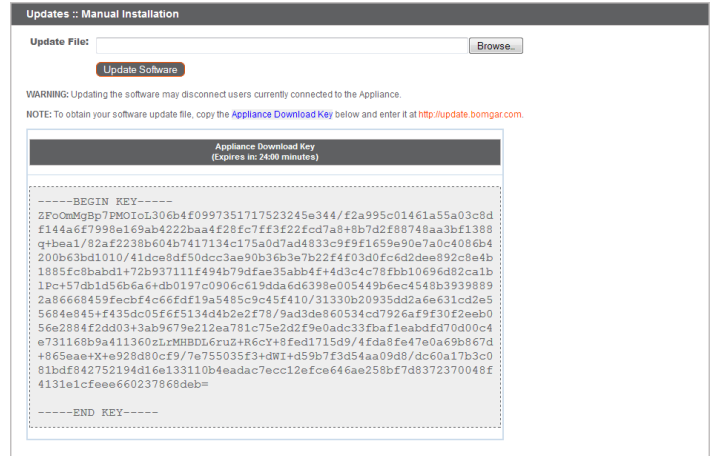 Updates :: Manual Installation
Update File:
Browse..
Update Software
WARNING: Updating the software may disconnect users currently connected to the Appliance.
NOTE: To obtain your software update file, copy the Appliance Download Key below and enter it at http://update.bomgar.com.
Appliance Download Key
(Expires in: 24:00 minutes)
-----BEGIN KEY-----
ZFoOmMgBp7PMOIoL306b4f0997351717523245e344/f2a995c01461a55a03c8d
f144a6f7998e169ab4222baa4f28fc7ff3f22fcd7a8+8b7d2f88748aa3bf1388
q+bea1/82af2238b604b7417134c175a0d7ad4833c9f9f1659e90e7a0c4086b4
200b63bd1010/41dce8df50dcc3ae90b36b3e7b22f4f03d0fc6d2dee892c8e4b
1885fc8babd1+72b937111f494b79dfae35abb4f+4d3c4c78fbb10696d82ca1b
1Pc+57db1d56b6a6+db0197c0906c619dda6d6398e005449b6ec4548b3939889
2a86668459fecbf4c66fdf19a5485c9c45f410/31330b20935dd2a6e631cd2e5
5684e845+f435dc05f6f5134d4b2e2f78/9ad3de860534cd7926af9f30f2eeb0
56e2884f2dd03+3ab9679e212ea781c75e2d2f9e0adc33fbaf1eabdfd70d00c4
e731168b9a411360zLrMHBDL6ruZ+R6cY+8fed1715d9/4fda8fe47e0a69b867d
+865eae+X+e928d80cf9/7e755035f3+dWI+d59b7f3d54aa09d8/dc60a17b3c0
81bdf842752194d16e133110b4eadac7ecc12efce646ae258bf7d8372370048f
4131e1cfeee660237868deb=
-----END KEY-----